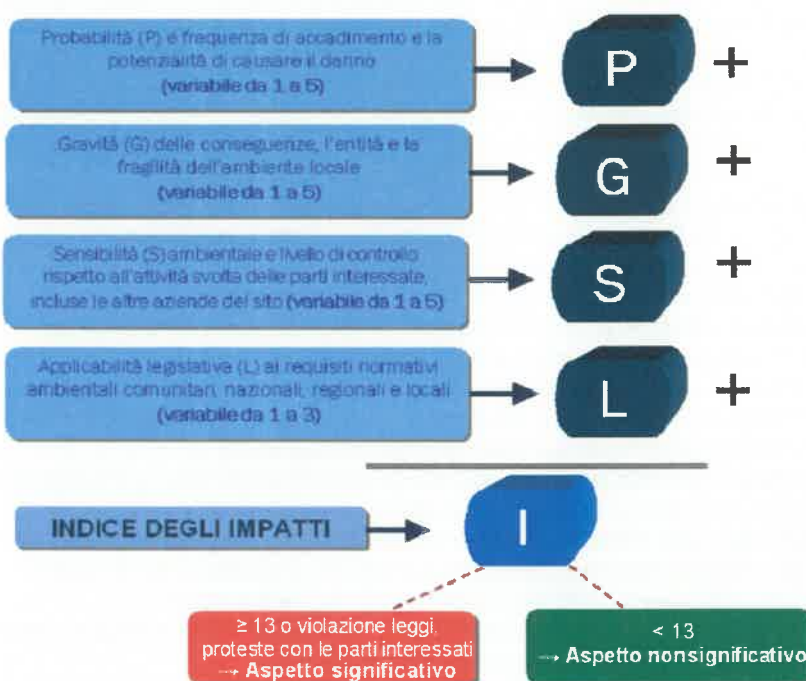 Probabilità (P) e frequenza di accadimento e la
potenzialità di causare il danno
(variabile da 1 a 5)
P +
Gravità (G) delle conseguenze, l'entità e la
fragilità dell'ambiente locale
(variabile da 1 a 5)
G +
Sensibilità (S) ambientale e livello di controllo
rispetto all'attività svolta delle parti interessate,
incluse le altre aziende del sito (variabile da 1 a 5)
S +
Applicabilità legislativa (L) ai requisiti normativi
ambientali comunitari, nazionali, regionali e locali
(variabile da 1 a 3)
L +
INDICE DEGLI IMPATTI
I
≥ 13 o violazione leggi,
proteste con le parti interessati
→ Aspetto significativo
< 13
→ Aspetto nonsignificativo